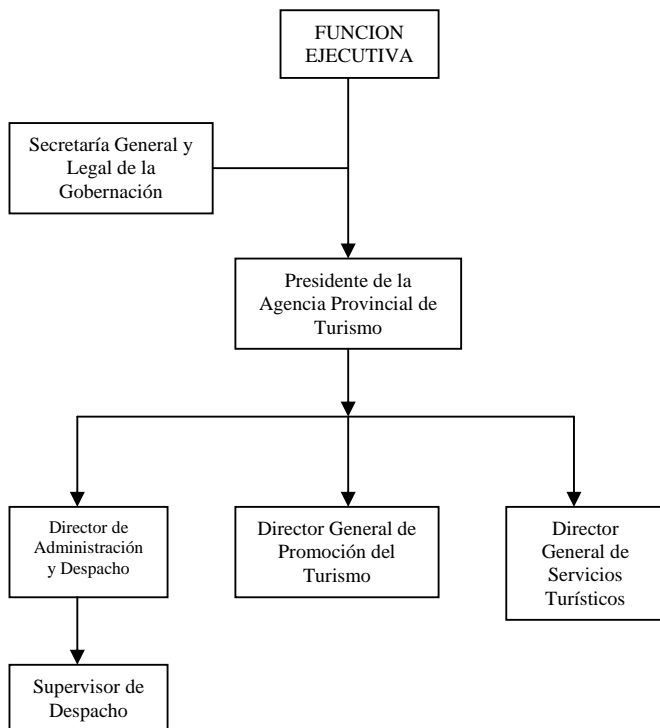 FUNCION
EJECUTIVA
Secretaría General y
Legal de la
Gobernación
Presidente de la
Agencia Provincial de
Turismo
Director de
Administración
y Despacho
Director General de
Promoción del
Turismo
Director
General de
Servicios
Turísticos
Supervisor de
Despacho